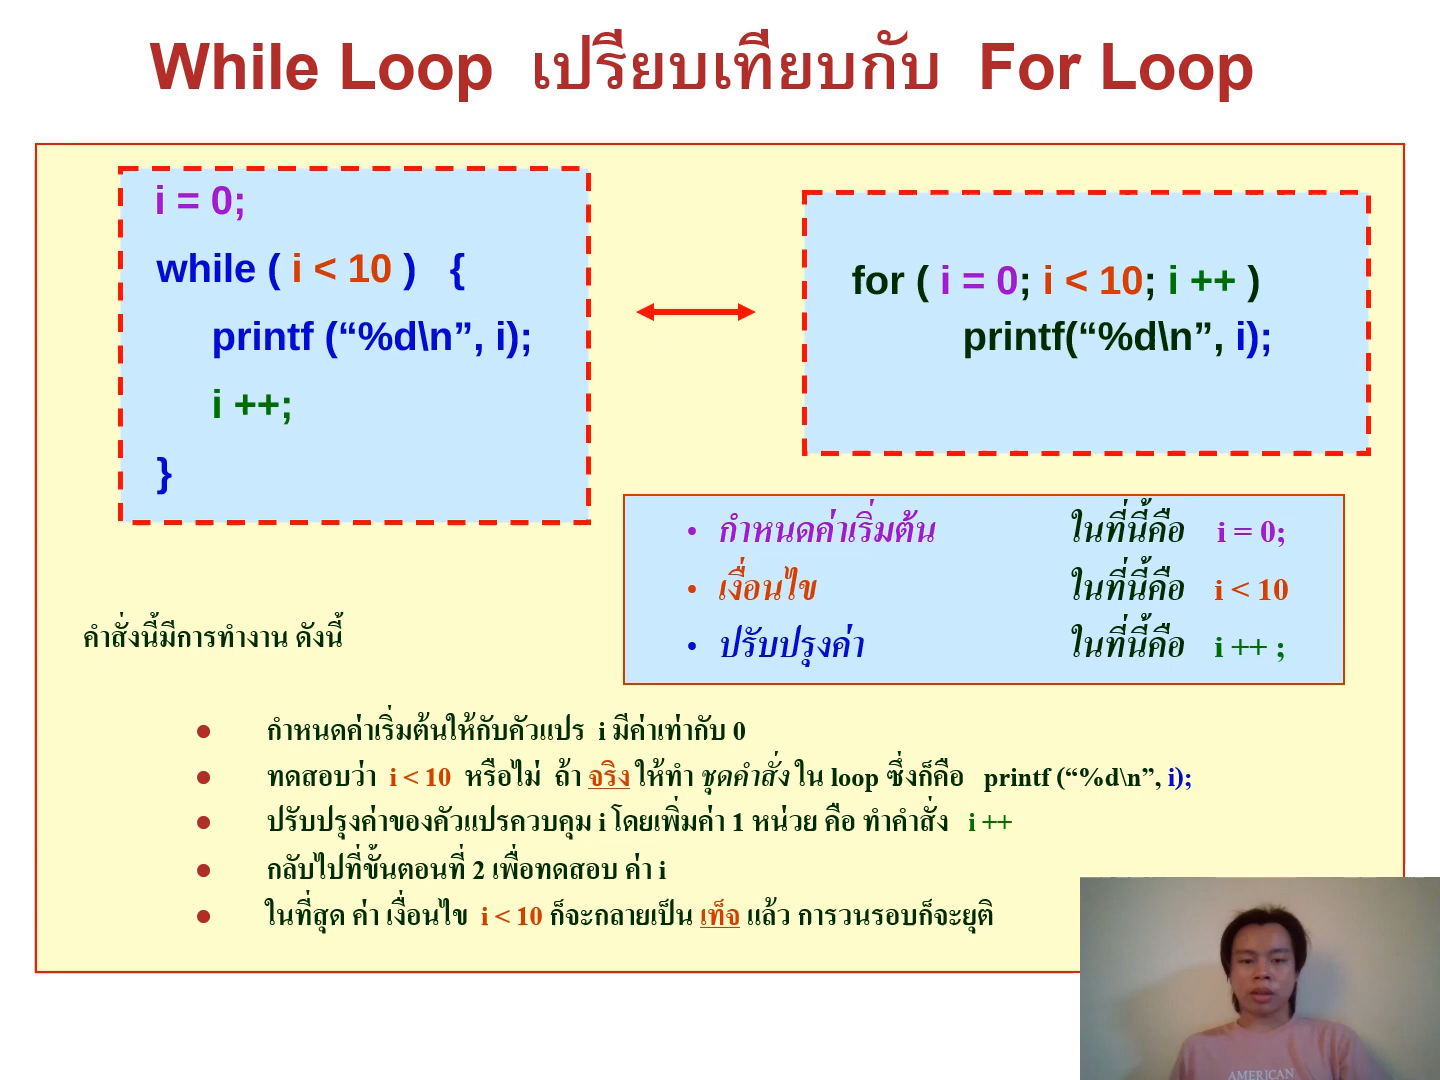 While Loop เปรียบเทียบกับ For Loop
i = 0;
while ( i < 10 ) {
printf (“%d\n”, i);
i ++;
}
for ( i = 0; i < 10; i ++ )
printf(“%d\n”, i);
• กำหนดค่าเริ่มต้น ในที่นี้คือ i = 0;
• เงื่อนไข ในที่นี้คือ i < 10
• ปรับปรุงค่า ในที่นี้คือ i ++ ;
คำสั่งนี้มีการทำงาน ดังนี้
● กำหนดค่าเริ่มต้นให้กับคัวแปร i มีค่าเท่ากับ 0
● ทดสอบว่า i < 10 หรือไม่ ถ้า จริง ให้ทำ ชุดคำสั่ง ใน loop ซึ่งก็คือ printf (“%d\n”, i);
● ปรับปรุงค่าของคัวแปรควบคุม i โดยเพิ่มค่า 1 หน่วย คือ ทำคำสั่ง i ++
● กลับไปที่ขั้นตอนที่ 2 เพื่อทดสอบ ค่า i
● ในที่สุด ค่า เงื่อนไข i < 10 ก็จะกลายเป็น เท็จ แล้ว การวนรอบก็จะยุติ
AMERICAN